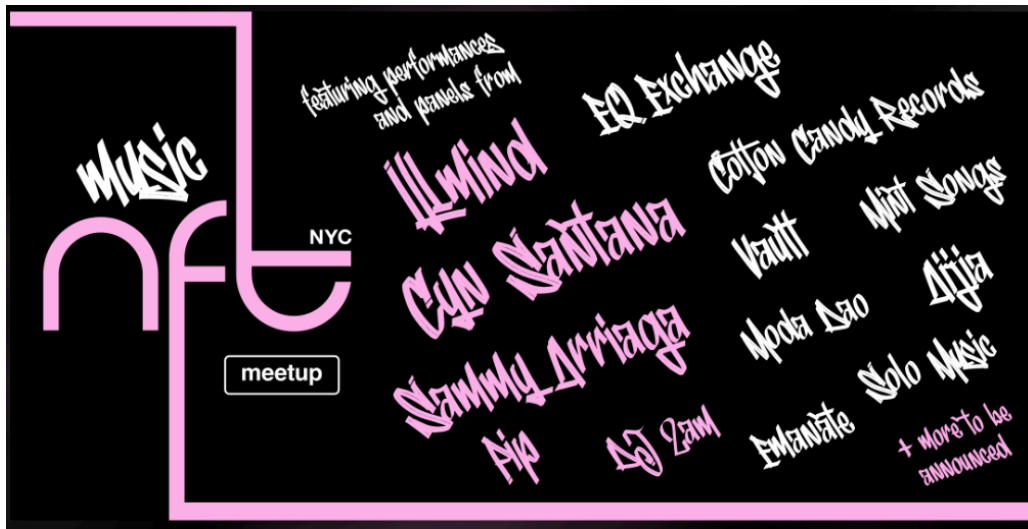 music
nft
NYC
meetup
featuring performances
and panels from
illmind
Cyn Santana
Sammy Arriaga
Pip
DJ 2am
EQ Exchange
Cotton Candy Records
Vault
Mint Songs
Moda Dao
Aïja
Emanate
Solo Music
+ more to be
announced